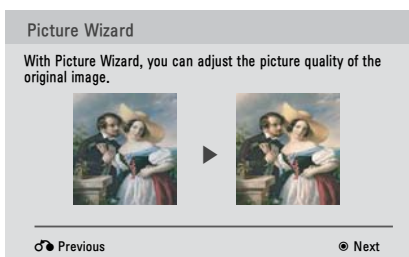 Picture Wizard
With Picture Wizard, you can adjust the picture quality of the
original image.
Previous
Next